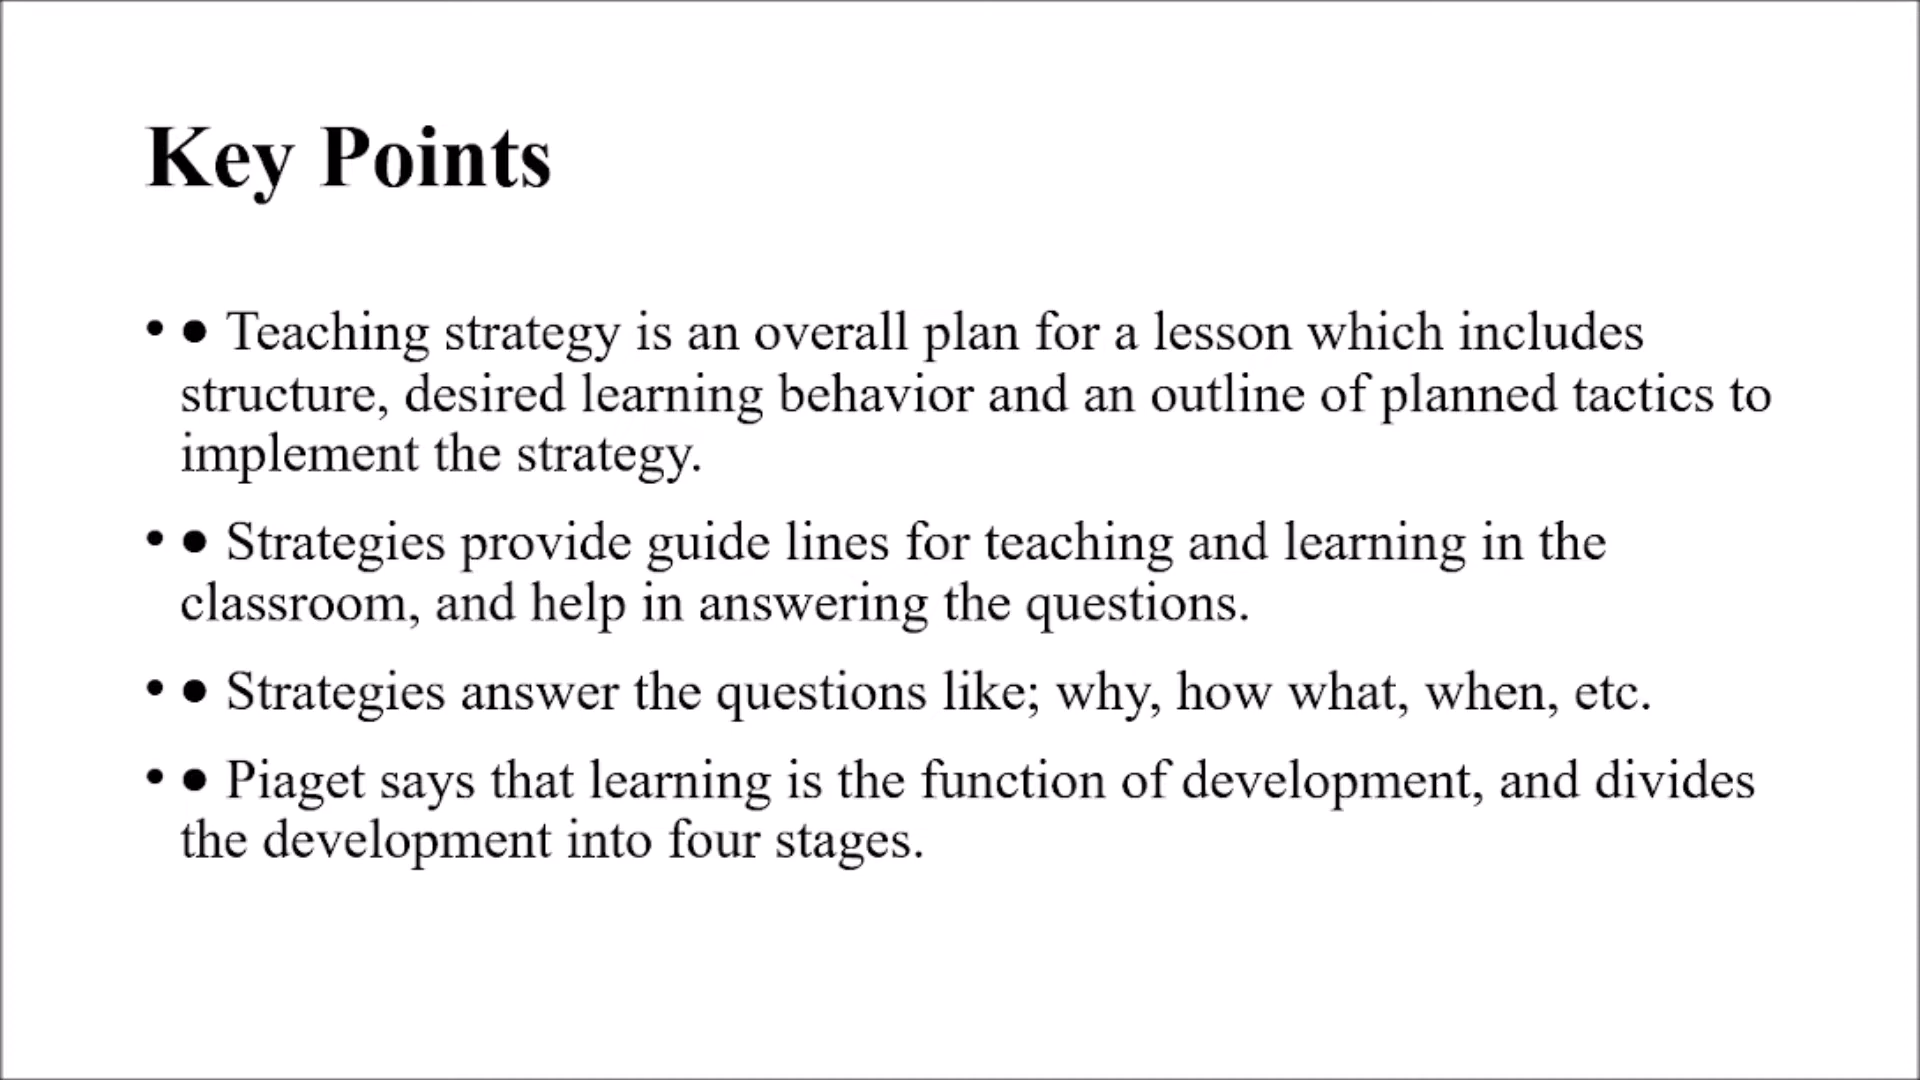 Key Points
• ● Teaching strategy is an overall plan for a lesson which includes
structure, desired learning behavior and an outline of planned tactics to
implement the strategy.
• ● Strategies provide guide lines for teaching and learning in the
classroom, and help in answering the questions.
• ● Strategies answer the questions like; why, how what, when, etc.
• ● Piaget says that learning is the function of development, and divides
the development into four stages.